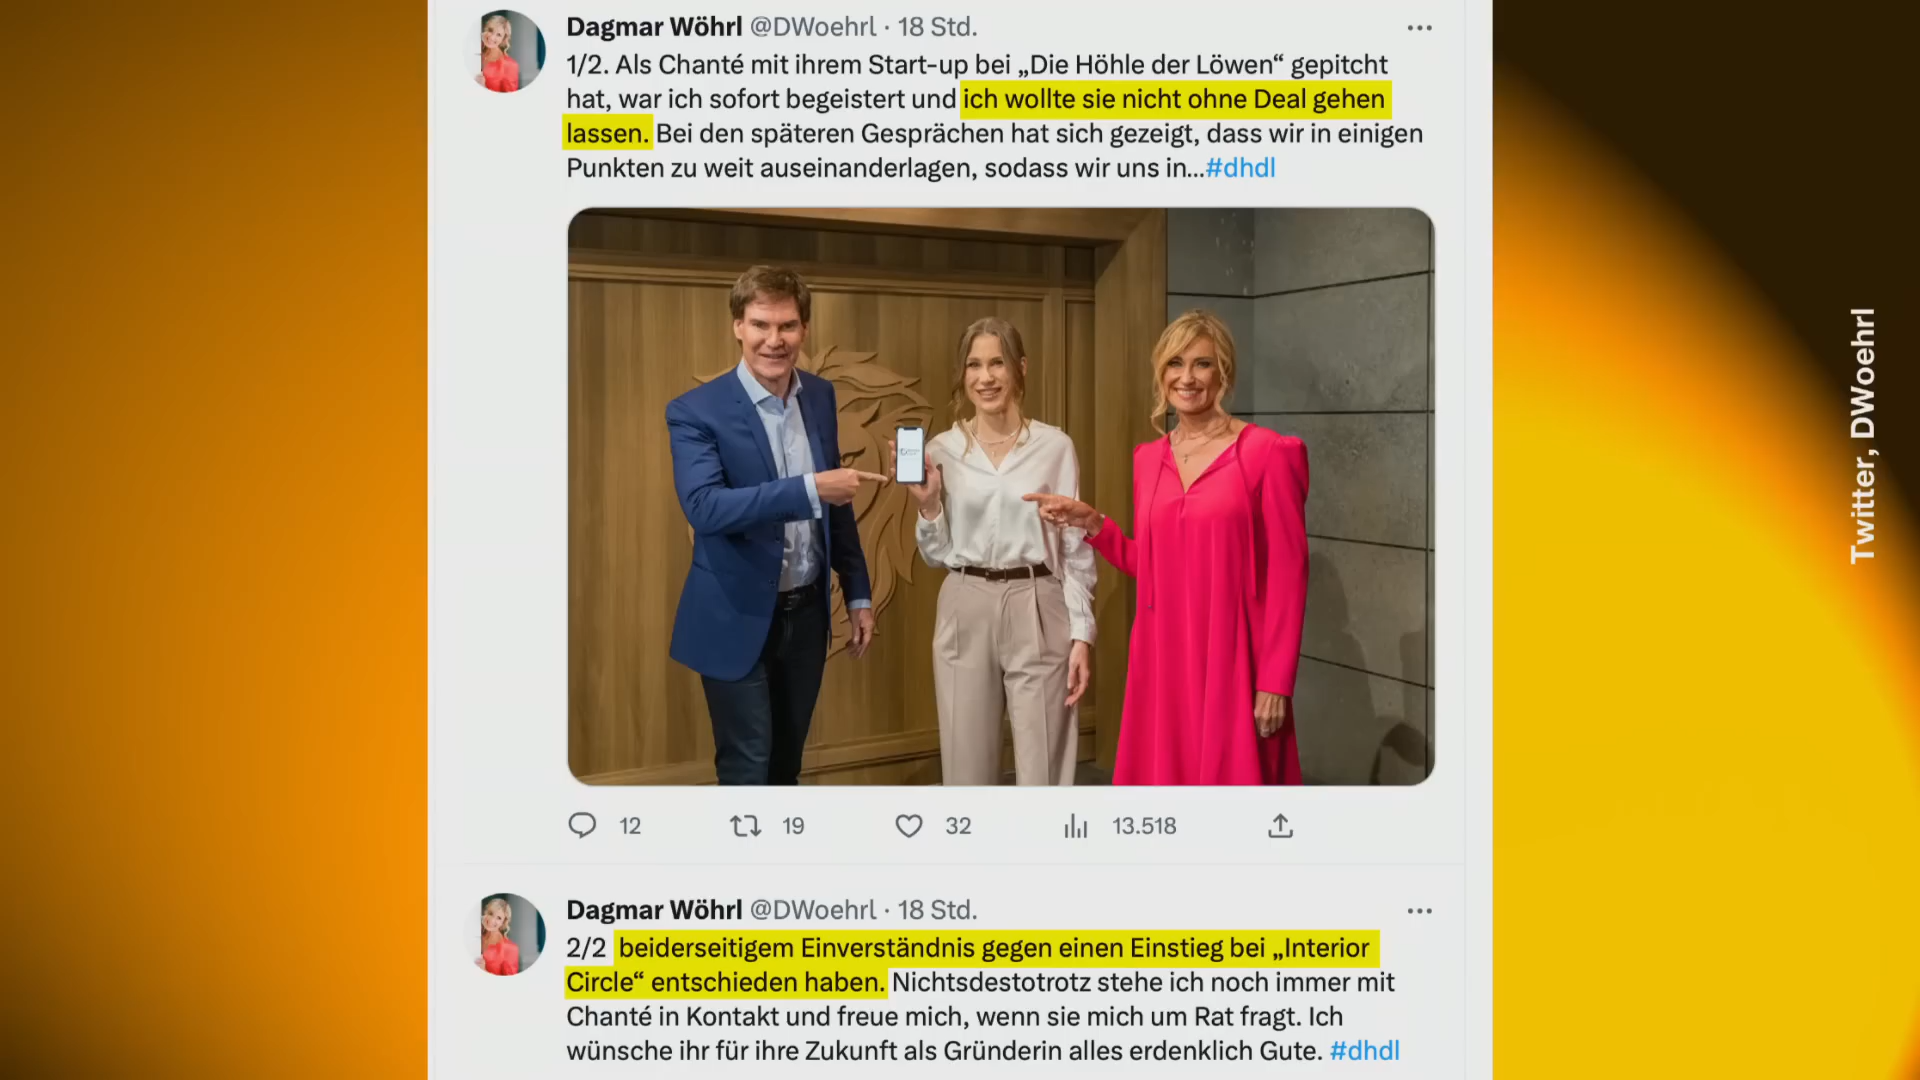 Dagmar Wöhrl @DWoehrl · 18 Std.
1/2. Als Chanté mit ihrem Start-up bei „Die Höhle der Löwen“ gepitcht
hat, war ich sofort begeistert und ich wollte sie nicht ohne Deal gehen
lassen. Bei den späteren Gesprächen hat sich gezeigt, dass wir in einigen
Punkten zu weit auseinanderlagen, sodass wir uns in...#dhdl
12 19 32 13.518
Dagmar Wöhrl @DWoehrl · 18 Std.
2/2 beiderseitigem Einverständnis gegen einen Einstieg bei „Interior
Circle“ entschieden haben. Nichtsdestotrotz stehe ich noch immer mit
Chanté in Kontakt und freue mich, wenn sie mich um Rat fragt. Ich
wünsche ihr für ihre Zukunft als Gründerin alles erdenklich Gute. #dhdl
Twitter, DWoehrl